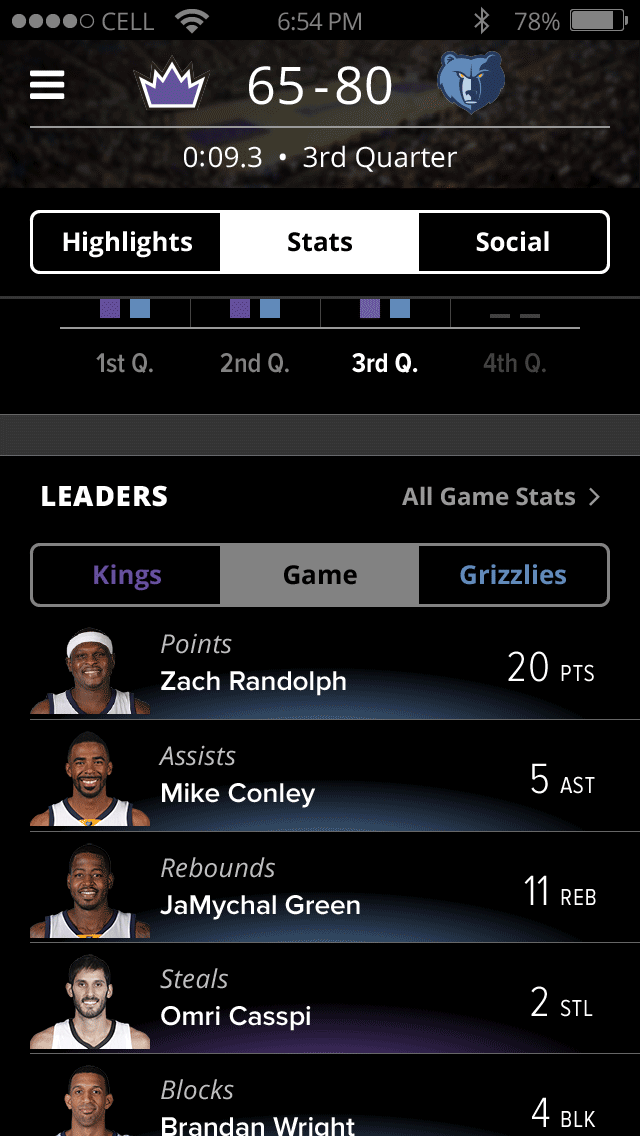 CELL 6:54 PM 78%
65-80
0:09.3 • 3rd Quarter
Highlights Stats Social
1st Q. 2nd Q. 3rd Q. 4th Q.
LEADERS All Game Stats >
Kings Game Grizzlies
Points
Zach Randolph 20 PTS
Assists
Mike Conley 5 AST
Rebounds
JaMychal Green 11 REB
Steals
Omri Casspi 2 STL
Blocks
Brandan Wright 4 BLK